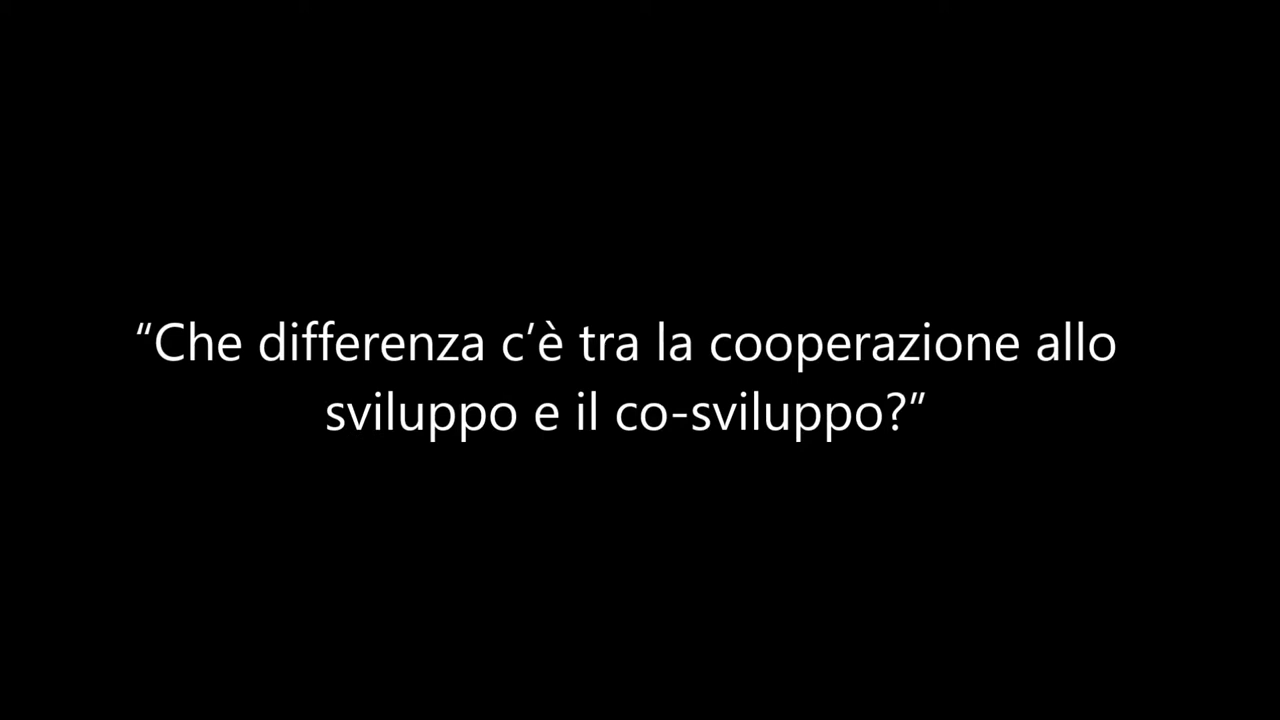 “Che differenza c’è tra la cooperazione allo
sviluppo e il co-sviluppo?”